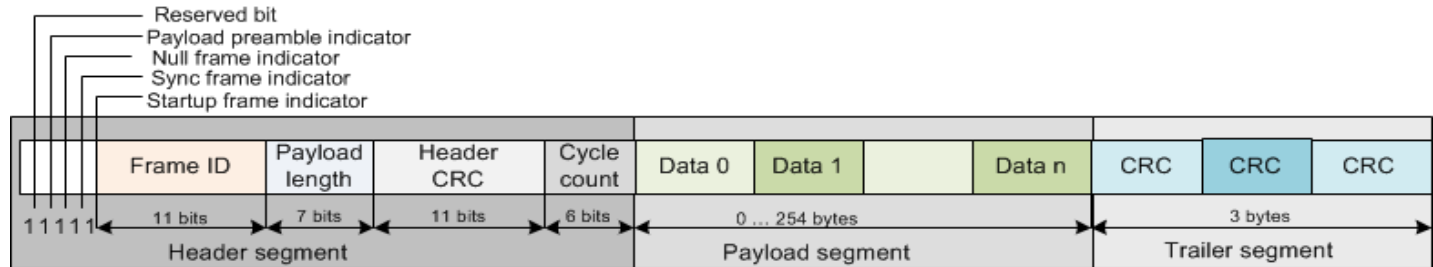 Reserved bit
Payload preamble indicator
Null frame indicator
Sync frame indicator
Startup frame indicator
Frame ID
Payload
length
Header
CRC
Cycle
count
Data 0
Data 1
Data n
CRC
CRC
CRC
1 1 1 1 1
11 bits
7 bits
11 bits
6 bits
0 ... 254 bytes
3 bytes
Header segment
Payload segment
Trailer segment